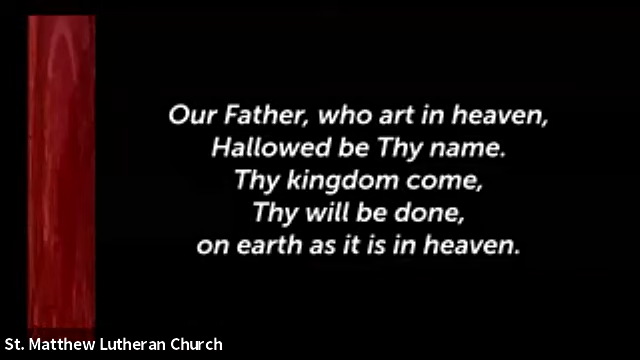 Our Father, who art in heaven,
Hallowed be Thy name.
Thy kingdom come,
Thy will be done,
on earth as it is in heaven.
St. Matthew Lutheran Church